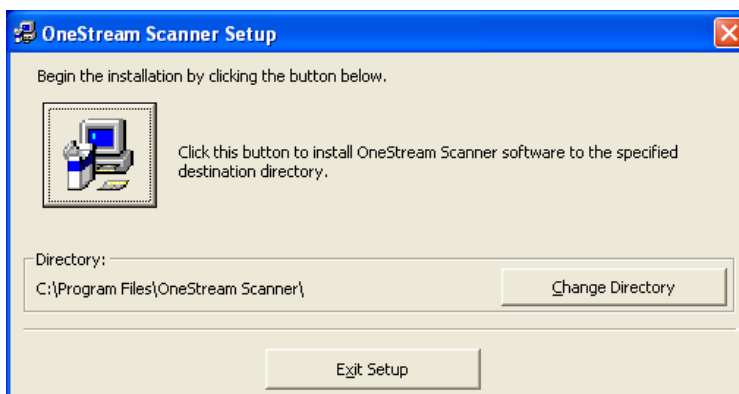 OneStream Scanner Setup
Begin the installation by clicking the button below.
Click this button to install OneStream Scanner software to the specified
destination directory.
Directory:
C:\Program Files\OneStream Scanner\
Change Directory
Exit Setup